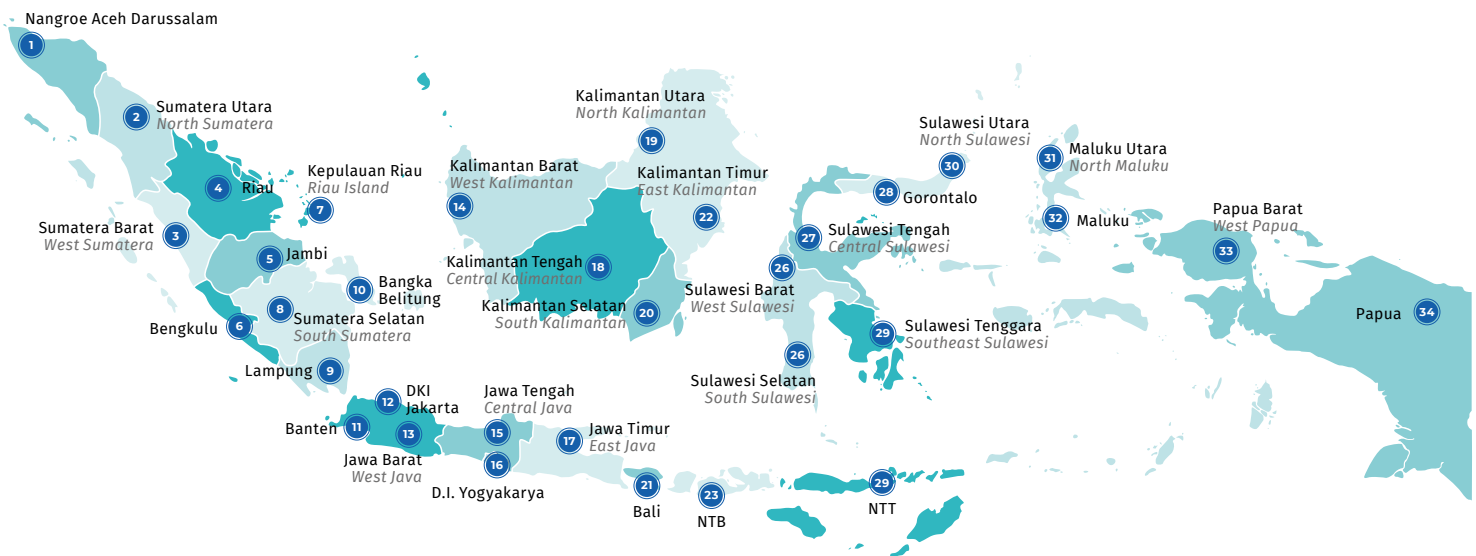 Nangroe Aceh Darussalam
1
2
Sumatera Utara
North Sumatera
4
Riau
Kepulauan Riau
Riau Island
7
Sumatera Barat
West Sumatera
3
5
Jambi
10
Bangka
Belitung
8
Sumatera Selatan
South Sumatera
Bengkulu
6
Lampung
9
12
DKI
Jakarta
Banten
11
13
Jawa Barat
West Java
Jawa Tengah
Central Java
15
16
D.I. Yogyakarya
17
Jawa Timur
East Java
Kalimantan Utara
North Kalimantan
19
Kalimantan Barat
West Kalimantan
14
Kalimantan Timur
East Kalimantan
22
Kalimantan Tengah
Central Kalimantan
18
Kalimantan Selatan
South Kalimantan
20
21
Bali
23
NTB
29
NTT
Sulawesi Utara
North Sulawesi
30
28
Gorontalo
27
Sulawesi Tengah
Central Sulawesi
26
Sulawesi Barat
West Sulawesi
29
Sulawesi Tenggara
Southeast Sulawesi
26
Sulawesi Selatan
South Sulawesi
31
Maluku Utara
North Maluku
32
Maluku
Papua Barat
West Papua
33
Papua
34